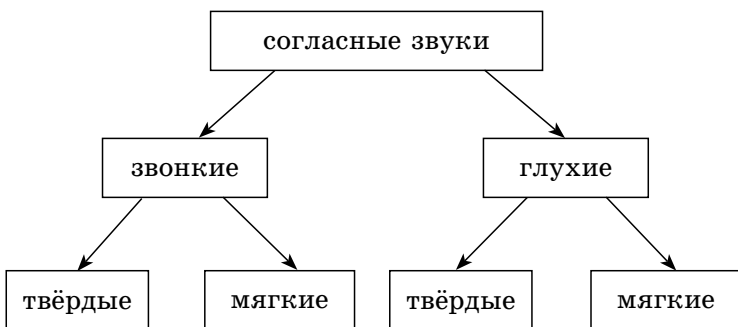 согласные звуки
звонкие глухие
твёрдые мягкие твёрдые мягкие